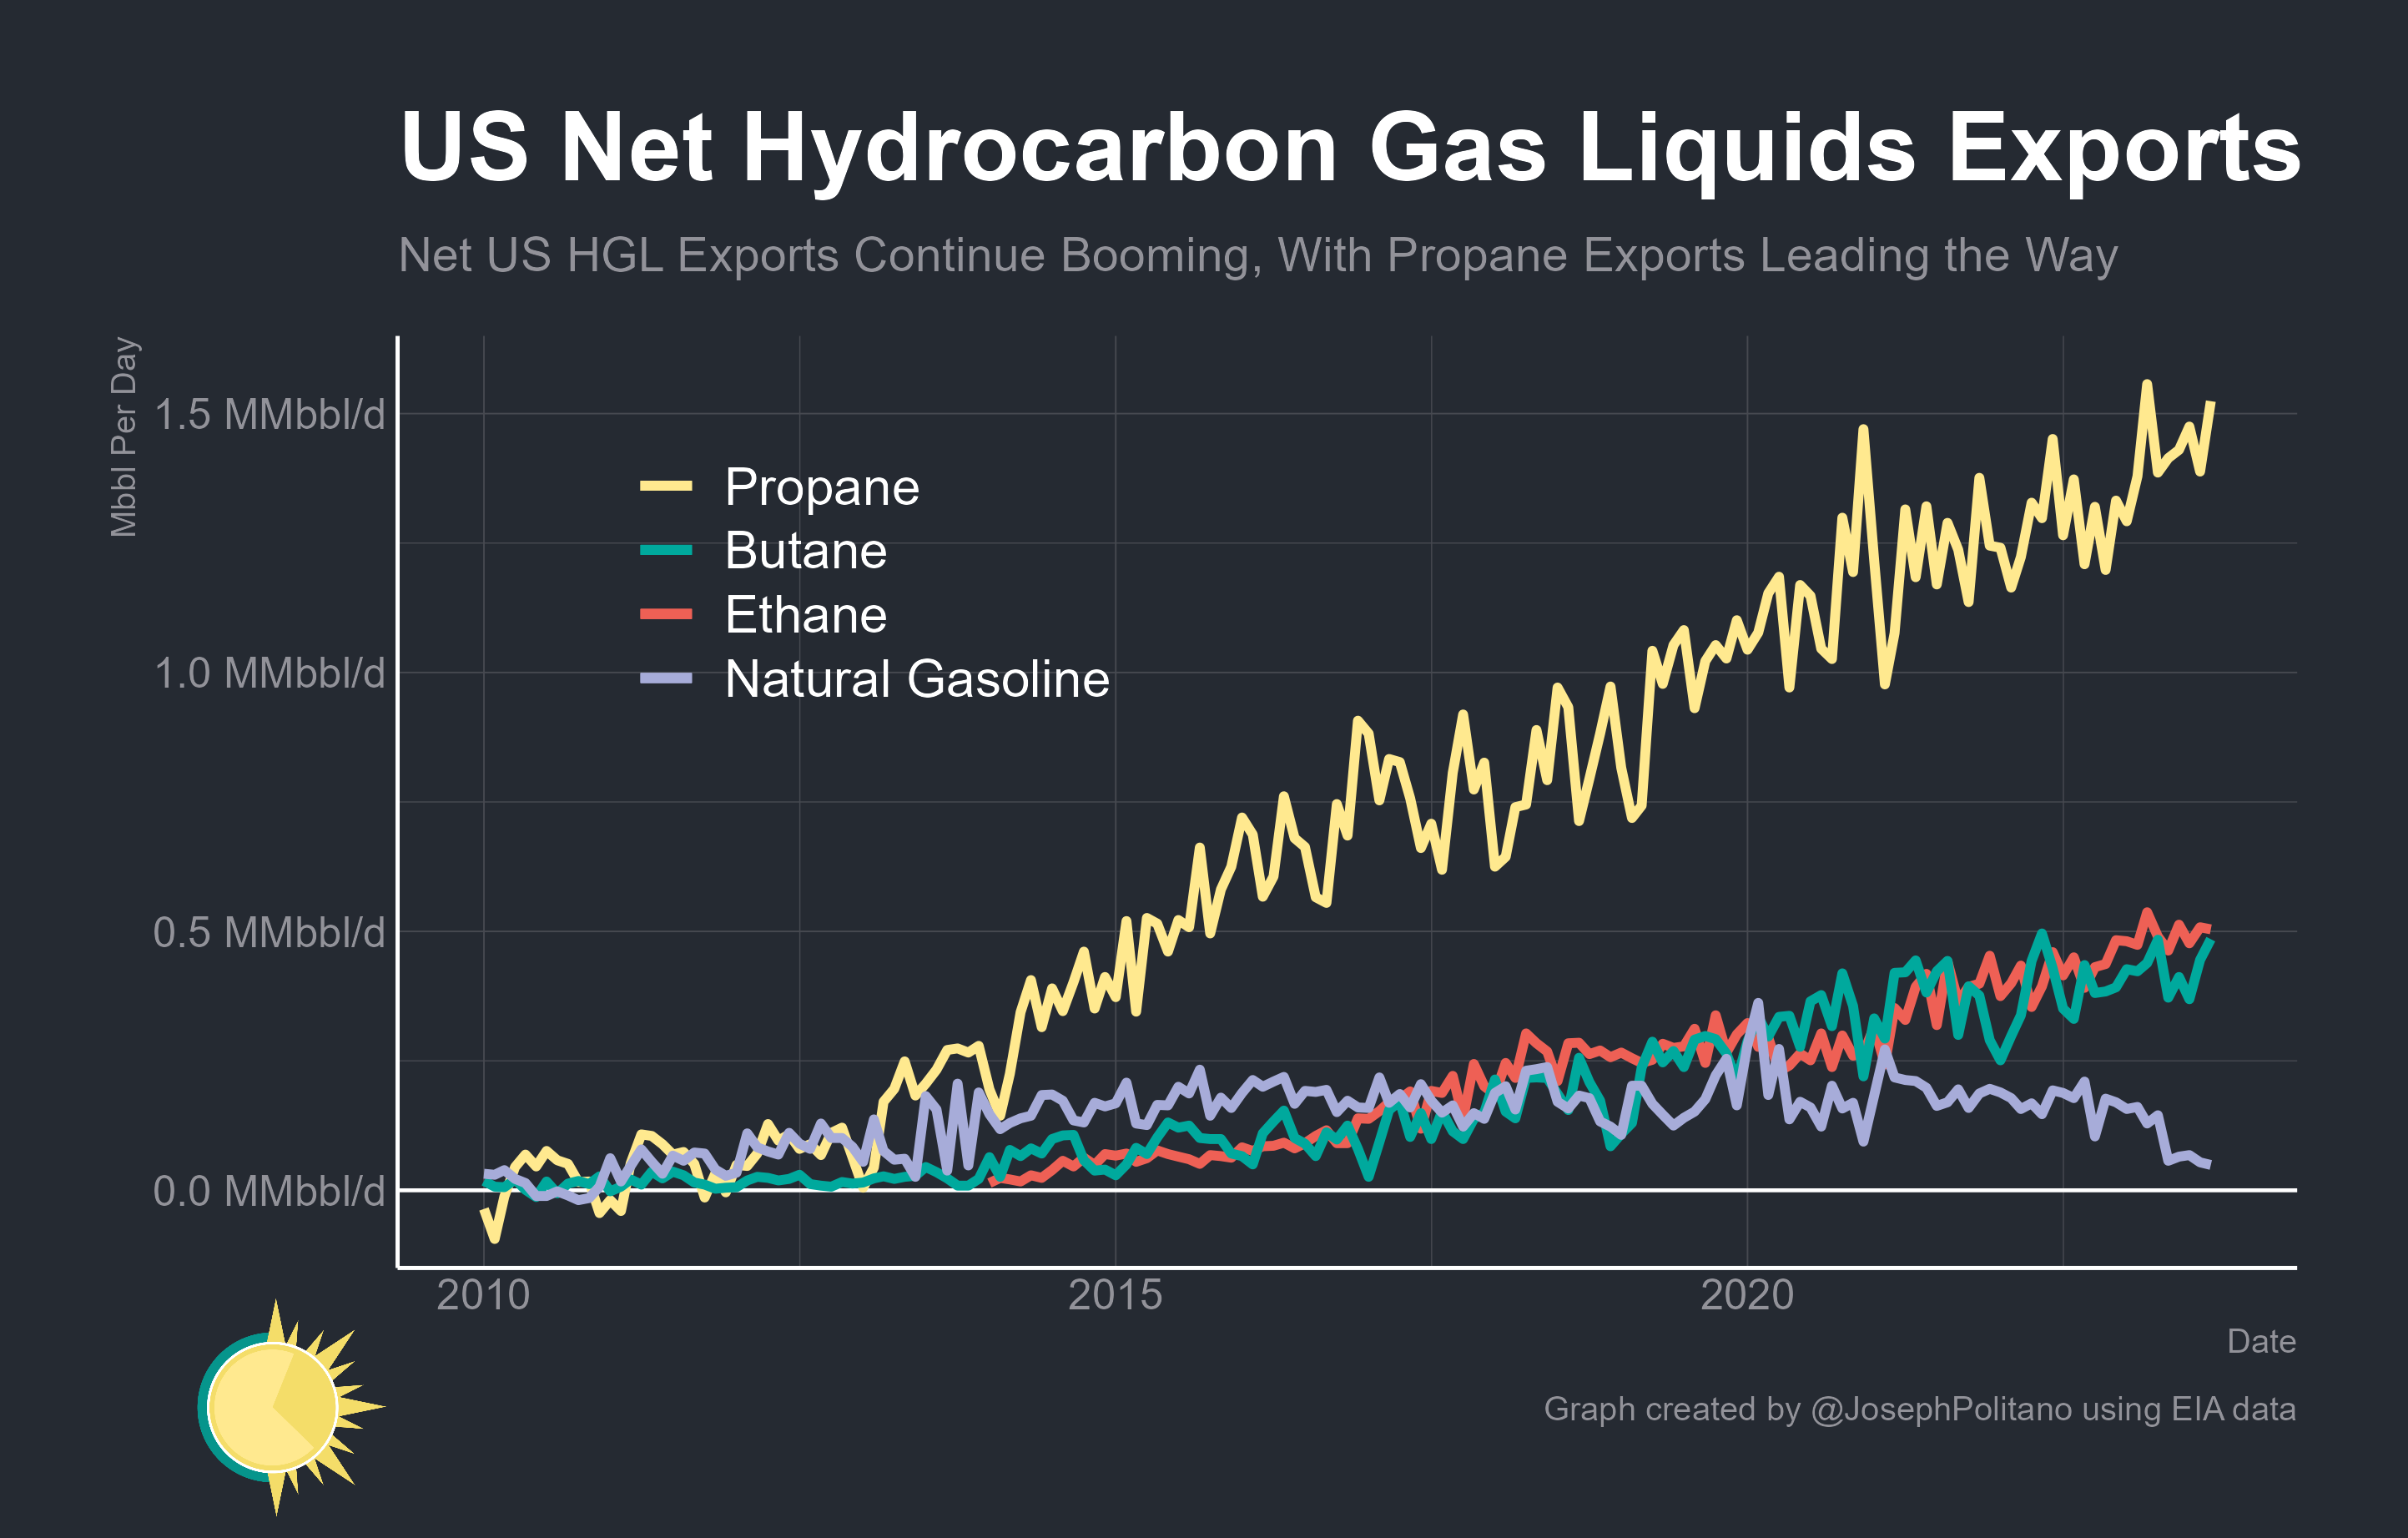 US Net Hydrocarbon Gas Liquids Exports
Net US HGL Exports Continue Booming, With Propane Exports Leading the Way
Mbbl Per Day
1.5 MMbbl/d
1.0 MMbbl/d
0.5 MMbbl/d
0.0 MMbbl/d
Propane
Butane
Ethane
Natural Gasoline
2010
2015
2020
Date
Graph created by @JosephPolitano using EIA data